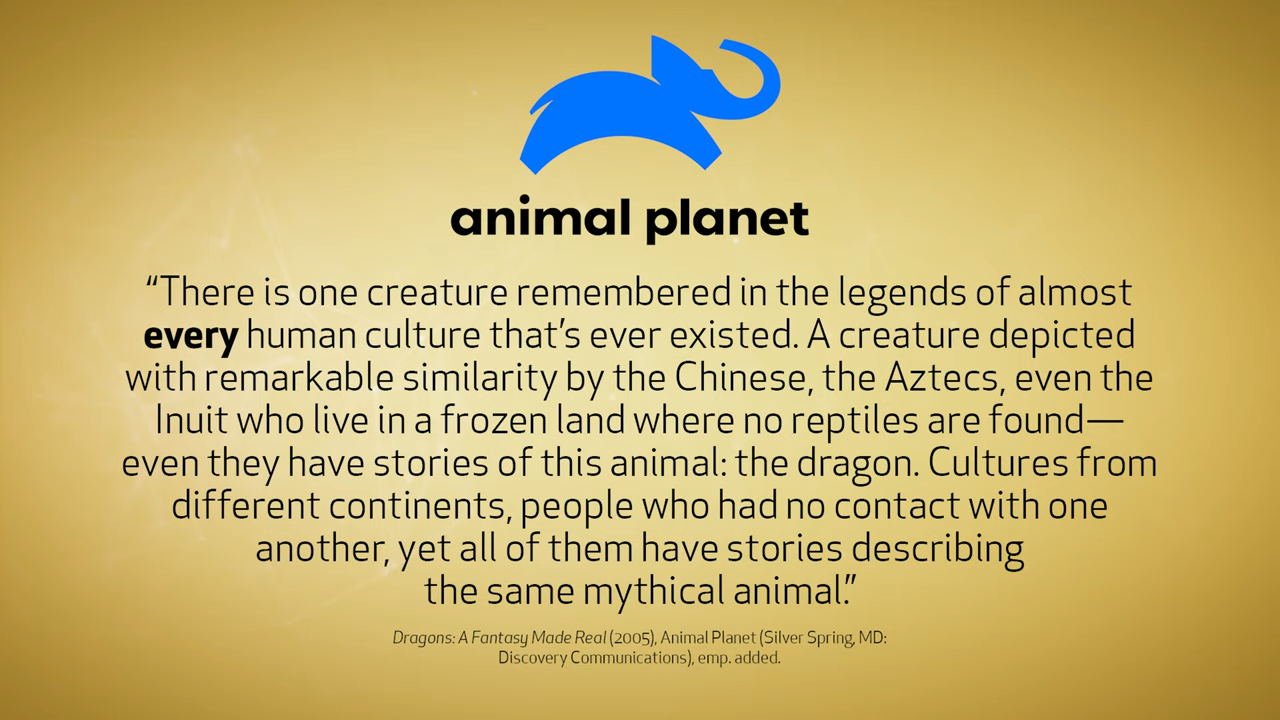 animal planet
“There is one creature remembered in the legends of almost
every human culture that’s ever existed. A creature depicted
with remarkable similarity by the Chinese, the Aztecs, even the
Inuit who live in a frozen land where no reptiles are found—
even they have stories of this animal: the dragon. Cultures from
different continents, people who had no contact with one
another, yet all of them have stories describing
the same mythical animal.”
Dragons: A Fantasy Made Real (2005), Animal Planet (Silver Spring, MD:
Discovery Communications), emp. added.